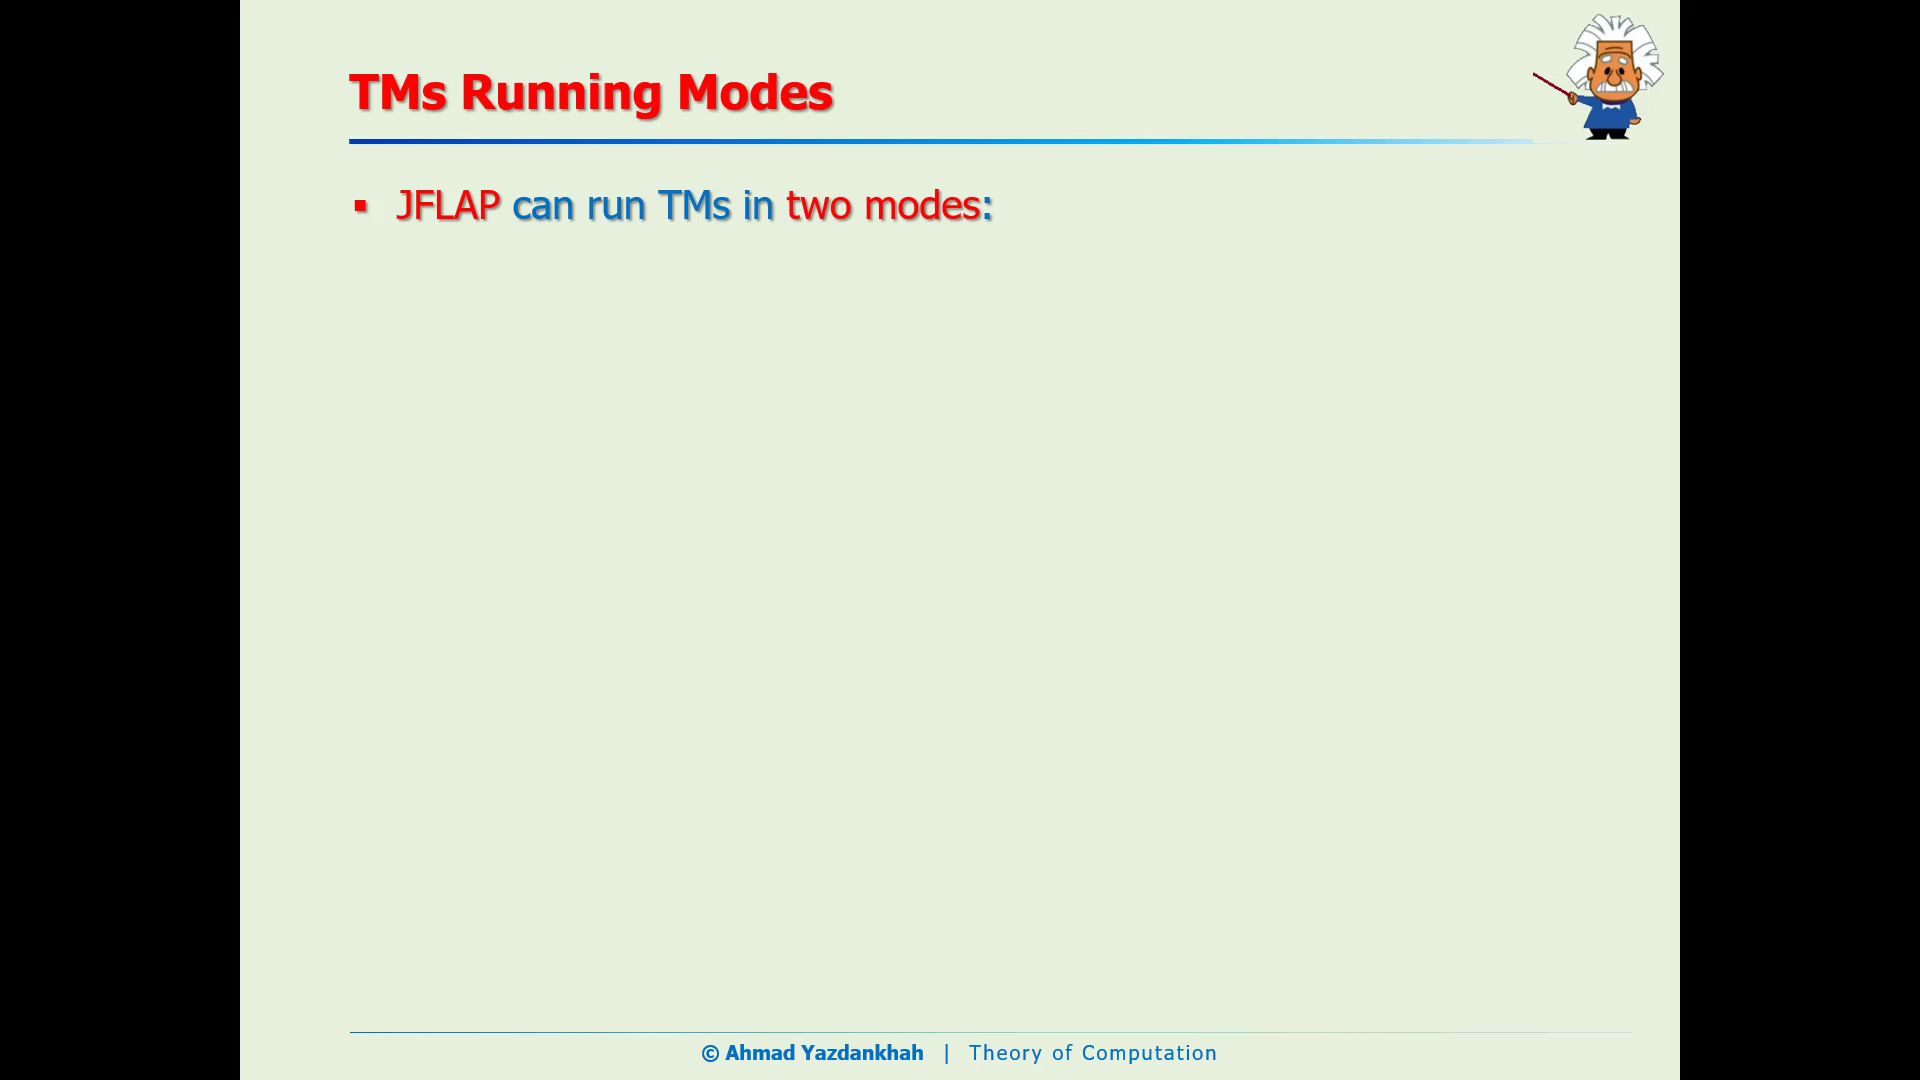 TMs Running Modes
▪ JFLAP can run TMs in two modes:
© Ahmad Yazdankhah | Theory of Computation